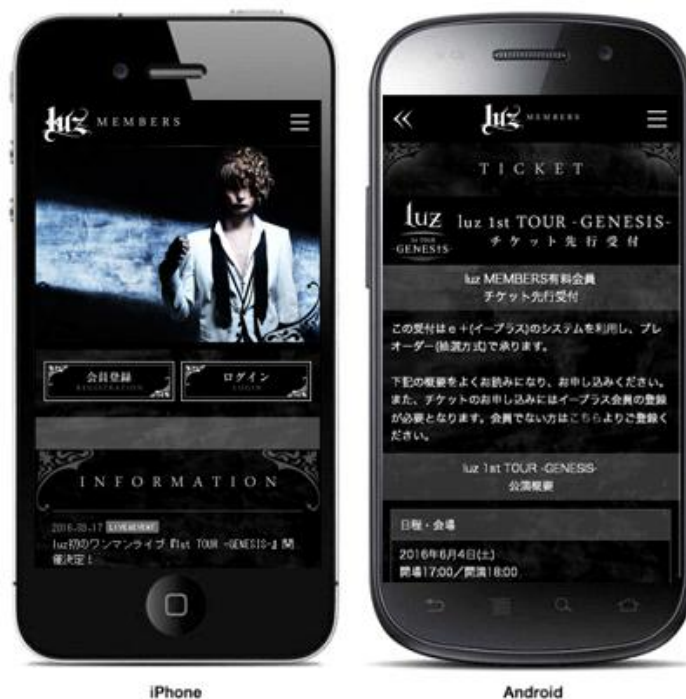 luz MEMBERS
会員登録
REGISTRATION
ログイン
LOGIN
INFORMATION
2016.03.17 LIVE&EVENT
luz初のワンマンライブ『1st TOUR -GENESIS-』開
催決定！
iPhone
luz MEMBERS
TICKET
luz
1st TOUR
-GENESIS-
luz 1st TOUR -GENESIS-
チケット先行受付
luz MEMBERS有料会員
チケット先行受付
この受付はe+(イープラス)のシステムを利用し、プレ
オーダー(抽選方式)で承ります。
下記の概要をよくお読みになり、お申し込みください。
また、チケットのお申し込みにはイープラス会員の登録
が必要となります。会員でない方はこちらよりご登録く
ださい。
luz 1st TOUR -GENESIS-
公演概要
日程・会場
2016年6月4日(土)
開場17:00／開演18:00
Android